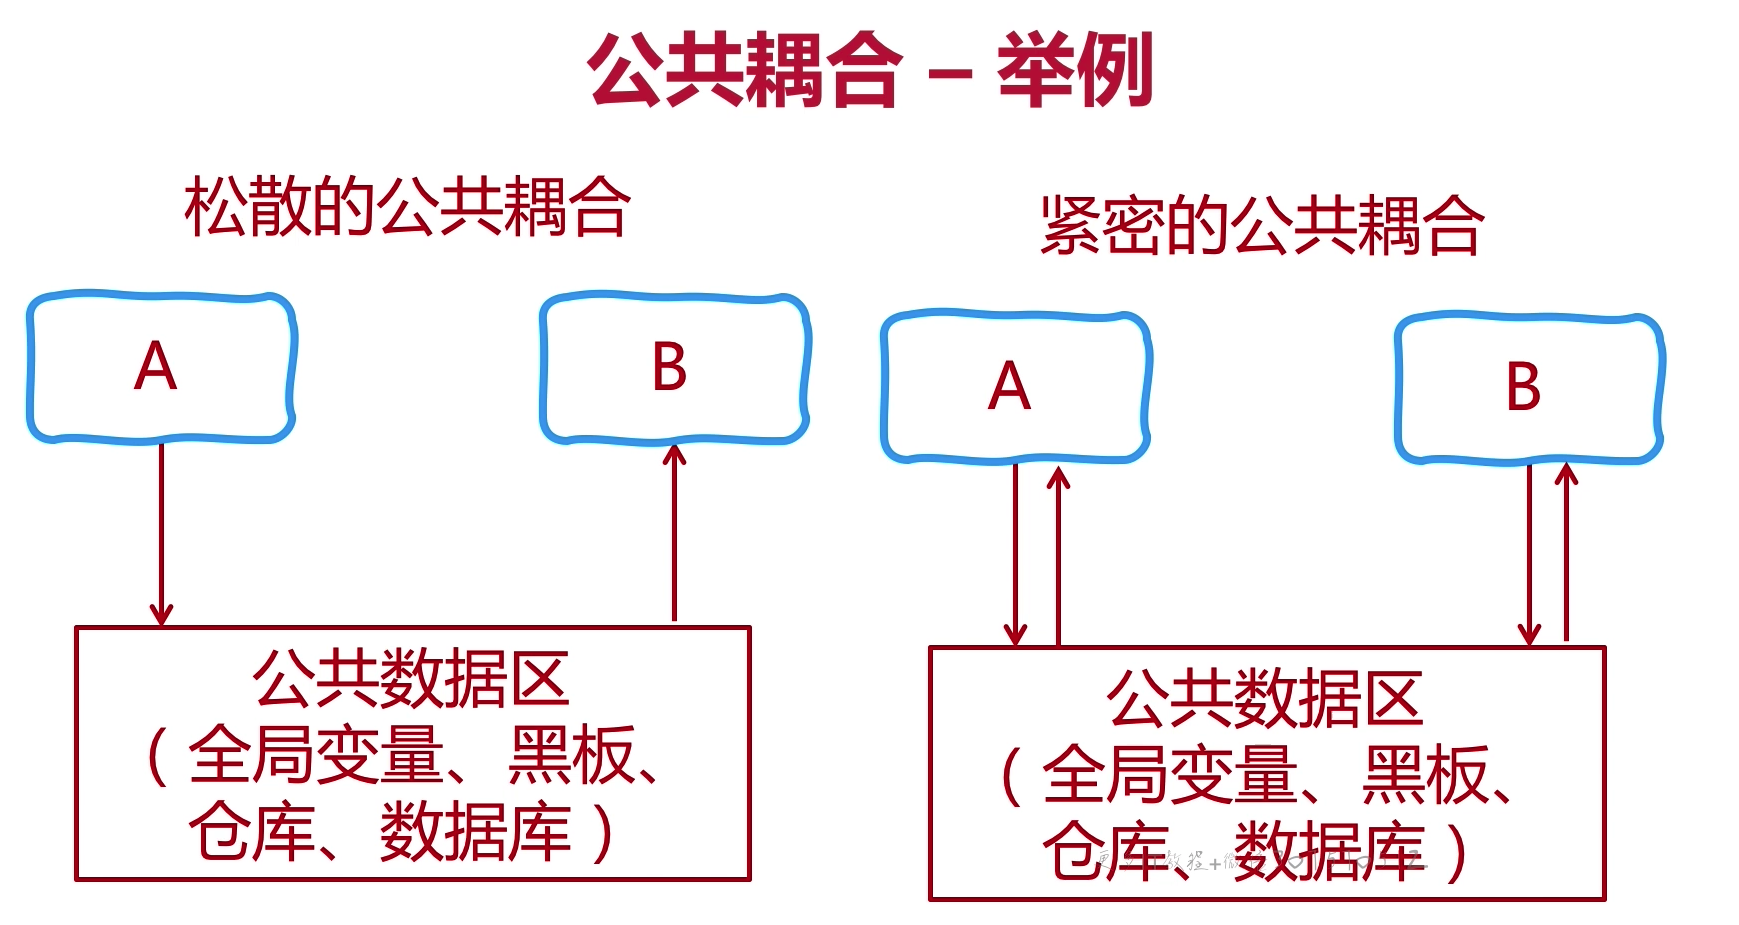 公共耦合 – 举例
松散的公共耦合
A
B
公共数据区
（全局变量、黑板、
仓库、数据库）
紧密的公共耦合
A
B
公共数据区
（全局变量、黑板、
仓库、数据库）